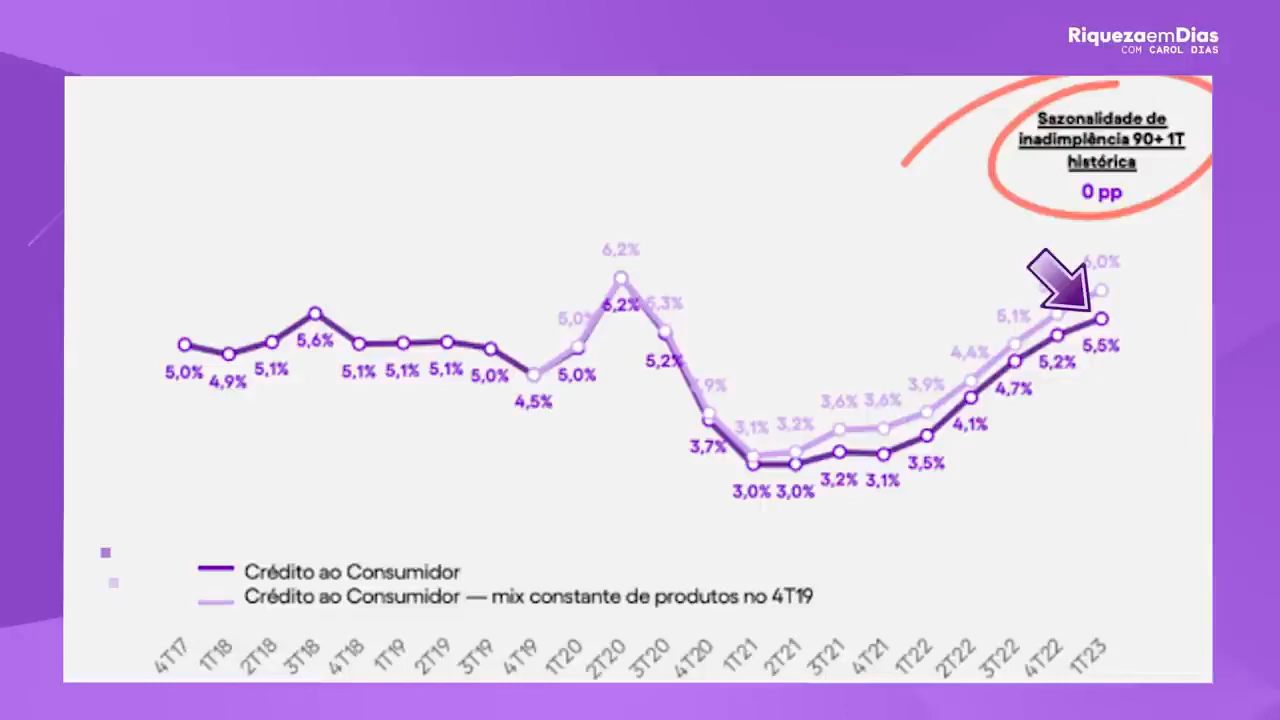 RiquezaemDias
COM CAROL DIAS
Sazonalidade de
inadimplência 90+ 1T
histórica
0 pp
6,2%
6,0%
5,0%
5,3%
5,1%
4,4%
3,9%
3,6%
3,6%
3,2%
3,1%
5,0%
4,9%
5,1%
5,6%
5,1%
5,1%
5,1%
5,0%
4,5%
5,0%
6,2%
5,2%
3,7%
3,0%
3,0%
3,2%
3,1%
3,5%
4,1%
4,7%
5,2%
5,5%
Crédito ao Consumidor
Crédito ao Consumidor — mix constante de produtos no 4T19
4T17
1T18
2T18
3T18
4T18
1T19
2T19
3T19
4T19
1T20
2T20
3T20
4T20
1T21
2T21
3T21
4T21
1T22
2T22
3T22
4T22
1T23